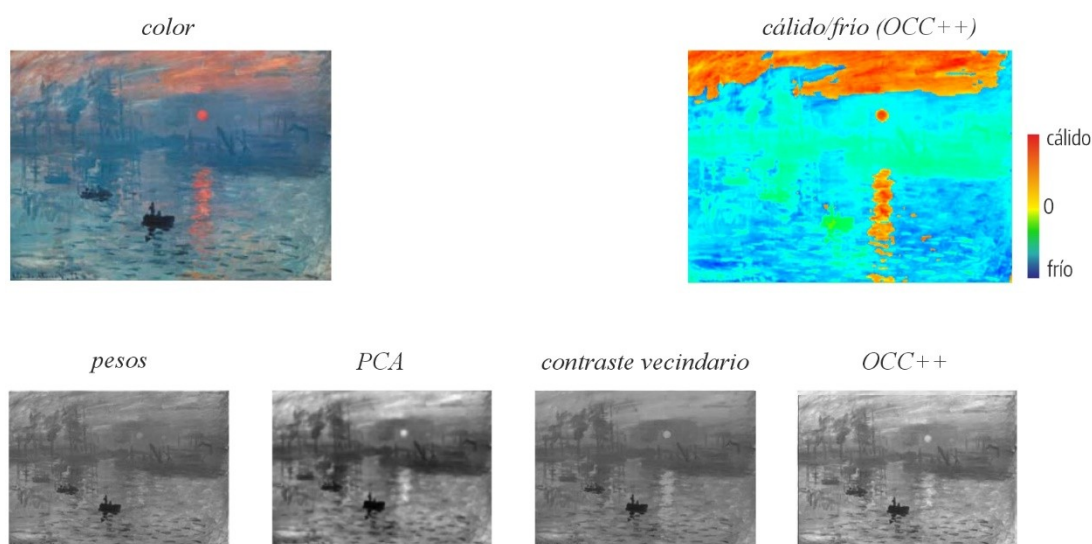 color
cálido/frío (OCC++)
cálido
0
frío
pesos
PCA
contraste vecindario
OCC++